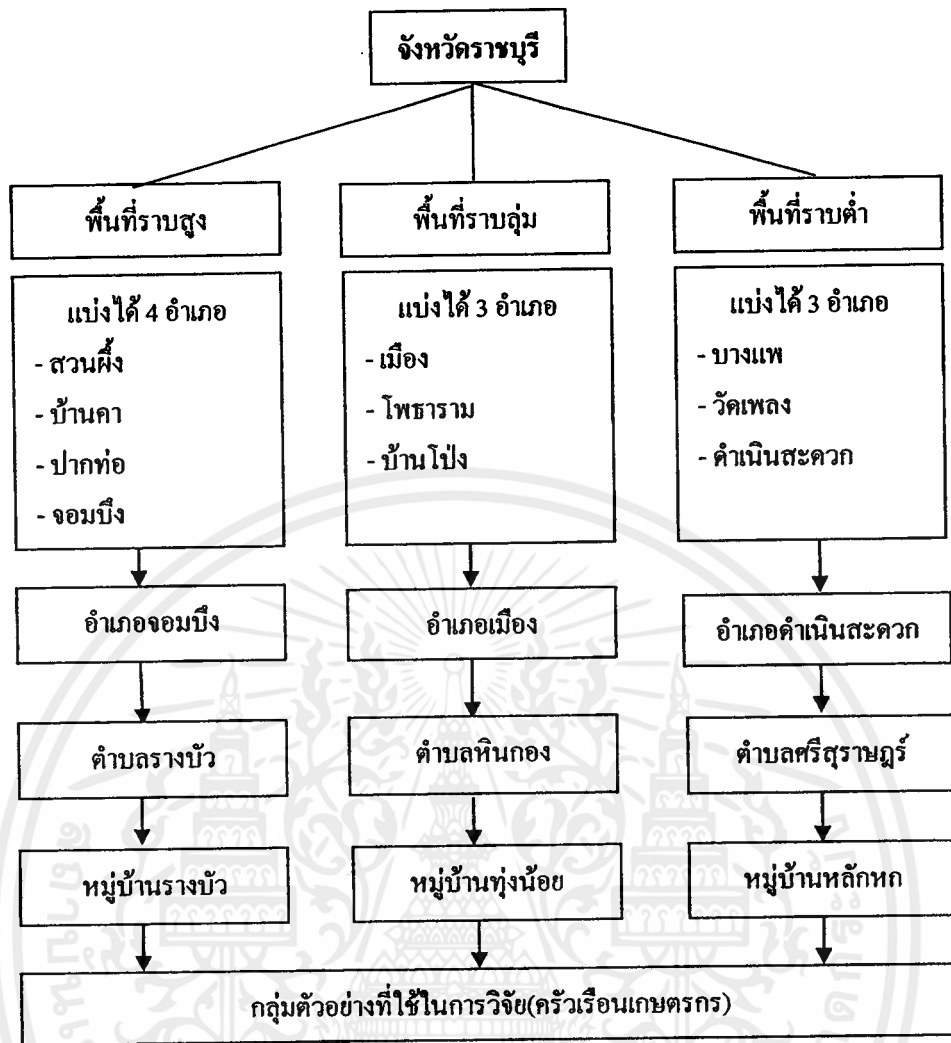 จังหวัดราชบุรี
พื้นที่ราบสูง
พื้นที่ราบลุ่ม
พื้นที่ราบต่ำ
แบ่งได้ 4 อำเภอ
- สวนผึ้ง
- บ้านคา
- ปากท่อ
- จอมบึง
แบ่งได้ 3 อำเภอ
- เมือง
- โพธาราม
- บ้านโป่ง
แบ่งได้ 3 อำเภอ
- บางแพ
- วัดเพลง
- ดำเนินสะดวก
อำเภอจอมบึง
อำเภอเมือง
อำเภอดำเนินสะดวก
ตำบลรางบัว
ตำบลหินกอง
ตำบลศรีสุราษฎร์
หมู่บ้านรางบัว
หมู่บ้านทุ่งน้อย
หมู่บ้านหลักหก
กลุ่มตัวอย่างที่ใช้ในการวิจัย(ครัวเรือนเกษตรกร)